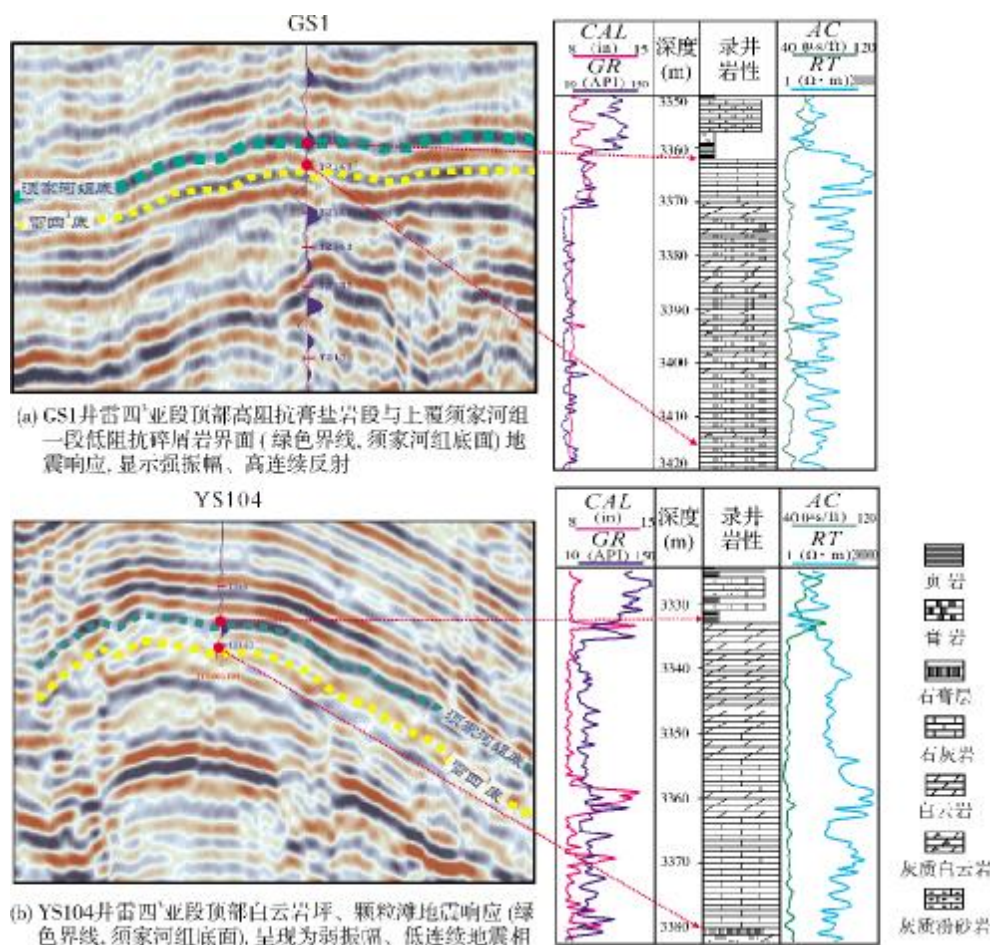 GS1
须家河组底
雷四³底
CAL
8 (in) 15
GR
10 (API) 150
深度
(m)
录井
岩性
AC
40 (μs/ft) 120
RT
1 (Ω·m)
3350
3360
3370
3380
3390
3400
3410
3420
(a) GS1井雷四³亚段顶部高阻抗膏盐岩段与上覆须家河组
一段低阻抗碎屑岩界面 (绿色界线, 须家河组底面) 地
震响应, 显示强振幅、高连续反射
YS104
须家河组底
雷四³底
CAL
8 (in) 15
GR
10 (API) 150
深度
(m)
录井
岩性
AC
40 (μs/ft) 120
RT
1 (Ω·m)
3330
3340
3350
3360
3370
3380
页岩
膏岩
石膏层
石灰岩
白云岩
灰质白云岩
灰质粉砂岩
(b) YS104井雷四³亚段顶部白云岩坪、颗粒滩地震响应 (绿
色界线, 须家河组底面), 呈现为弱振幅、低连续地震相